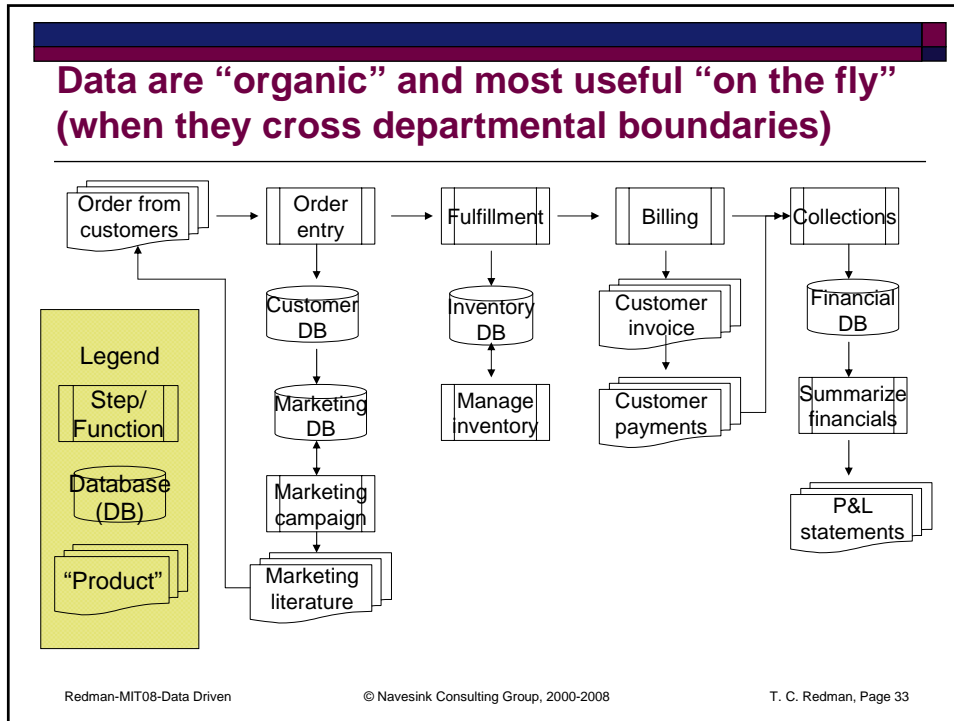 Data are “organic” and most useful “on the fly”
(when they cross departmental boundaries)
Order from
customers
Order
entry
Fulfillment
Billing
Collections
Customer
DB
Inventory
DB
Customer
invoice
Financial
DB
Legend
Step/
Function
Database
(DB)
“Product”
Marketing
DB
Manage
inventory
Customer
payments
Summarize
financials
Marketing
campaign
P&L
statements
Marketing
literature
Redman-MIT08-Data Driven
© Navesink Consulting Group, 2000-2008
T. C. Redman, Page 33